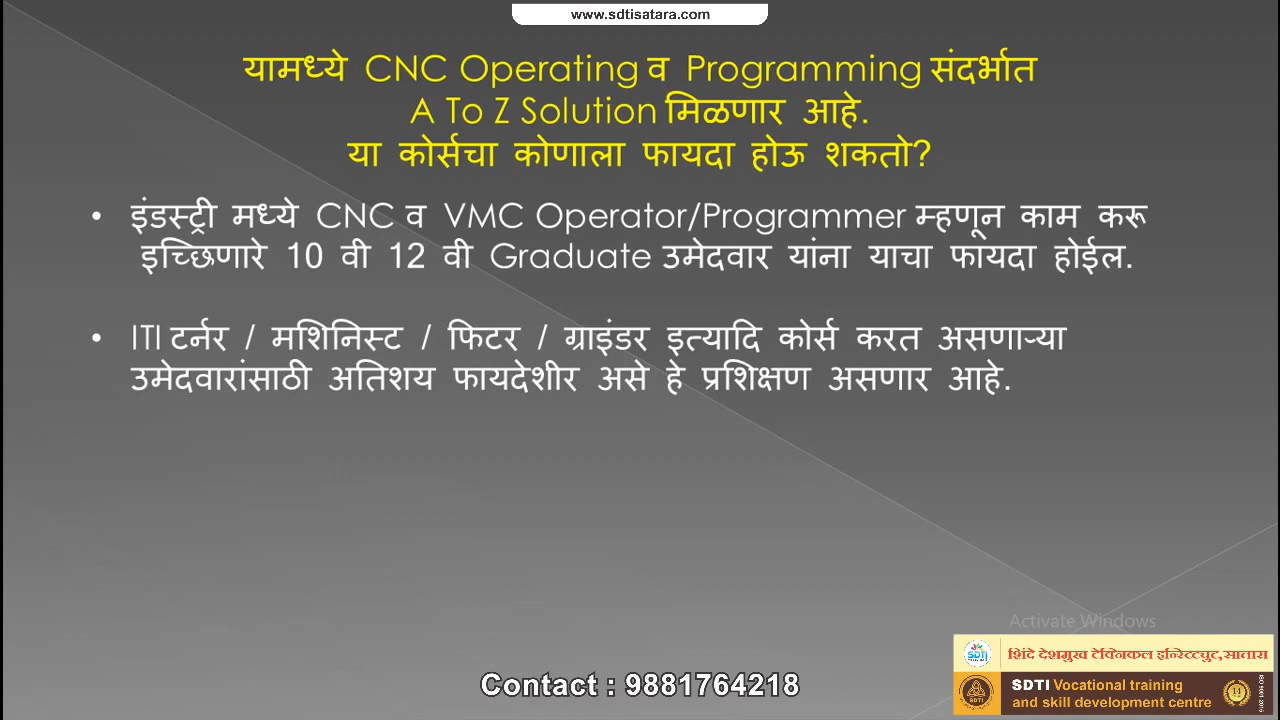 www.sdtisatara.com
यामध्ये CNC Operating व Programming संदर्भात
A To Z Solution मिळणार आहे.
या कोर्सचा कोणाला फायदा होऊ शकतो?
• इंडस्ट्री मध्ये CNC व VMC Operator/Programmer म्हणून काम करू
इच्छिणारे 10 वी 12 वी Graduate उमेदवार यांना याचा फायदा होईल.
• ITI टर्नर / मशिनिस्ट / फिटर / ग्राइंडर इत्यादि कोर्स करत असणाऱ्या
उमेदवारांसाठी अतिशय फायदेशीर असे हे प्रशिक्षण असणार आहे.
Activate Windows
SDTI
शिंदे देशमुख टेक्निकल इन्स्टिट्युट, सातारा
Contact : 9881764218
SDTI
SDTI Vocational training
and skill development centre